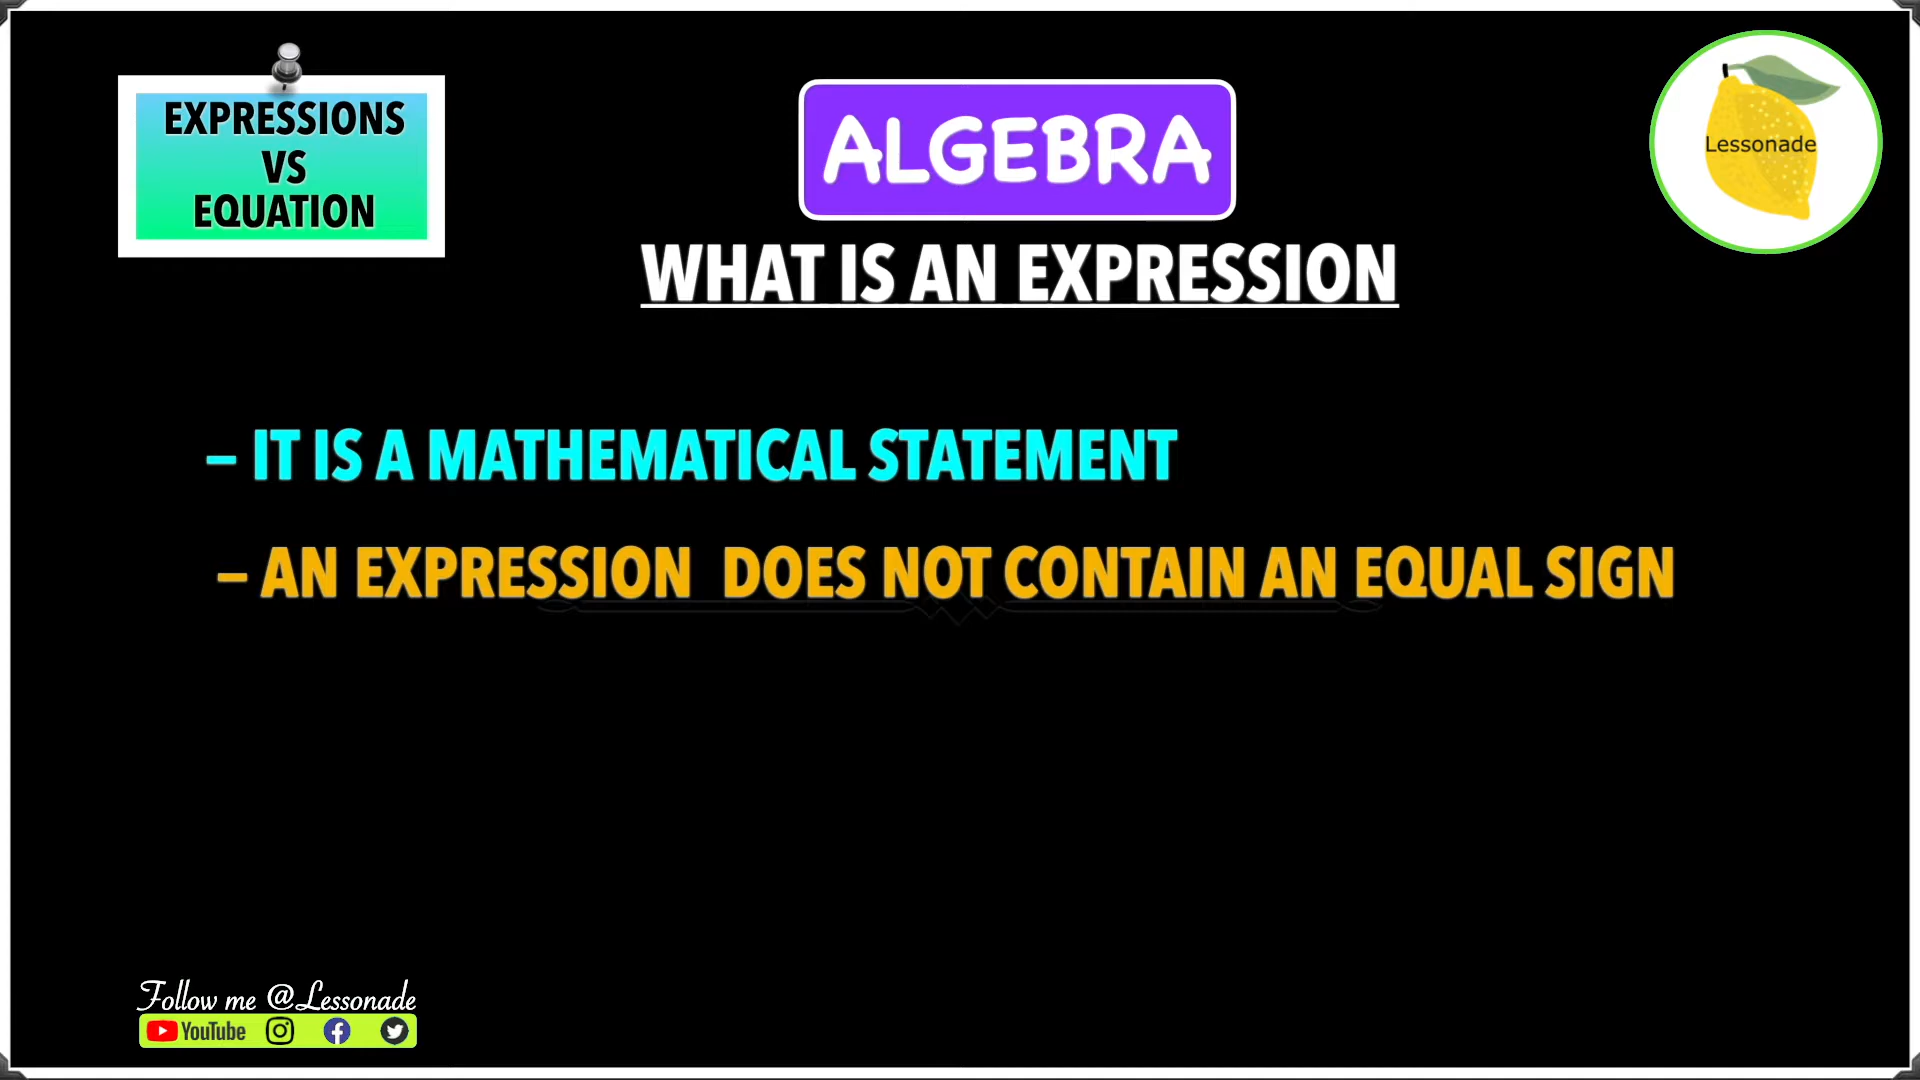 EXPRESSIONS
VS
EQUATION
ALGEBRA
Lessonade
WHAT IS AN EXPRESSION
– IT IS A MATHEMATICAL STATEMENT
– AN EXPRESSION DOES NOT CONTAIN AN EQUAL SIGN
Follow me @Lessonade
YouTube